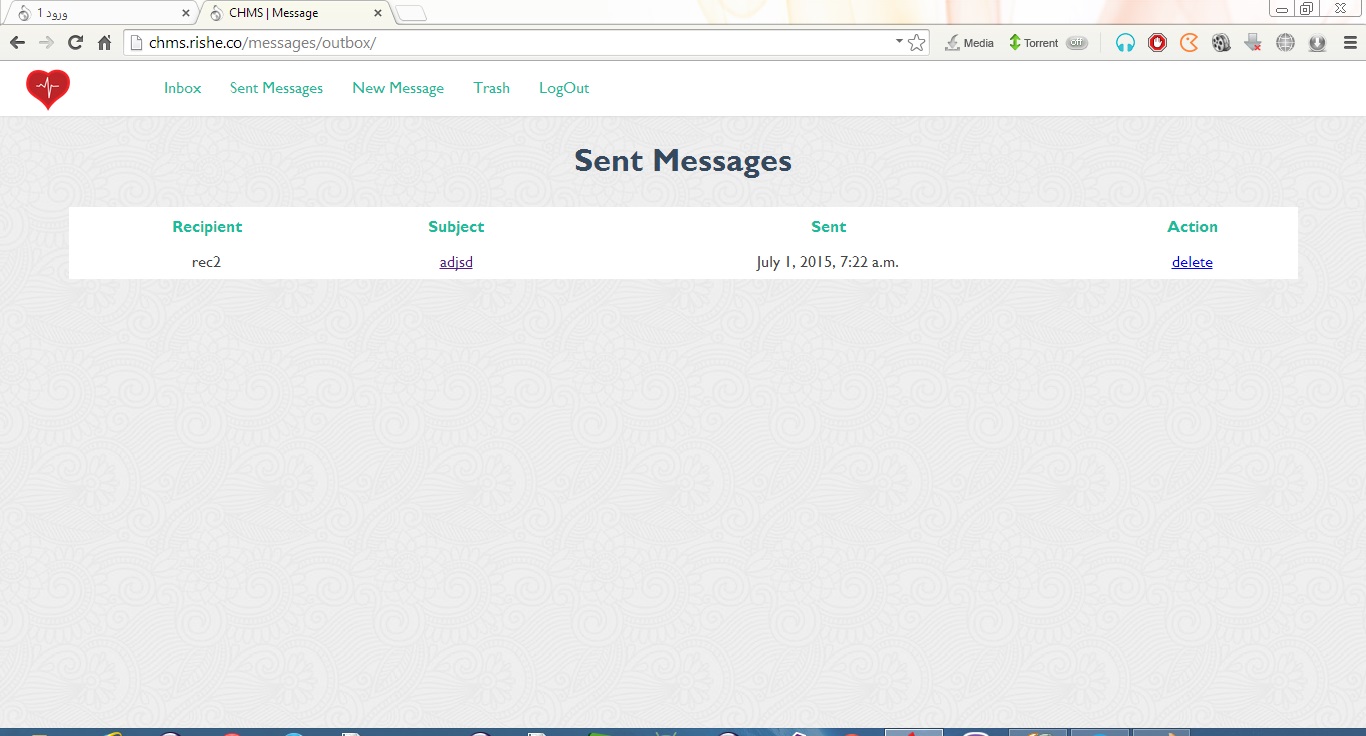 ورود 1
CHMS | Message
chms.rishe.co/messages/outbox/
Media Torrent off
Inbox Sent Messages New Message Trash LogOut
Sent Messages
Recipient Subject Sent Action
rec2 adjsd July 1, 2015, 7:22 a.m. delete